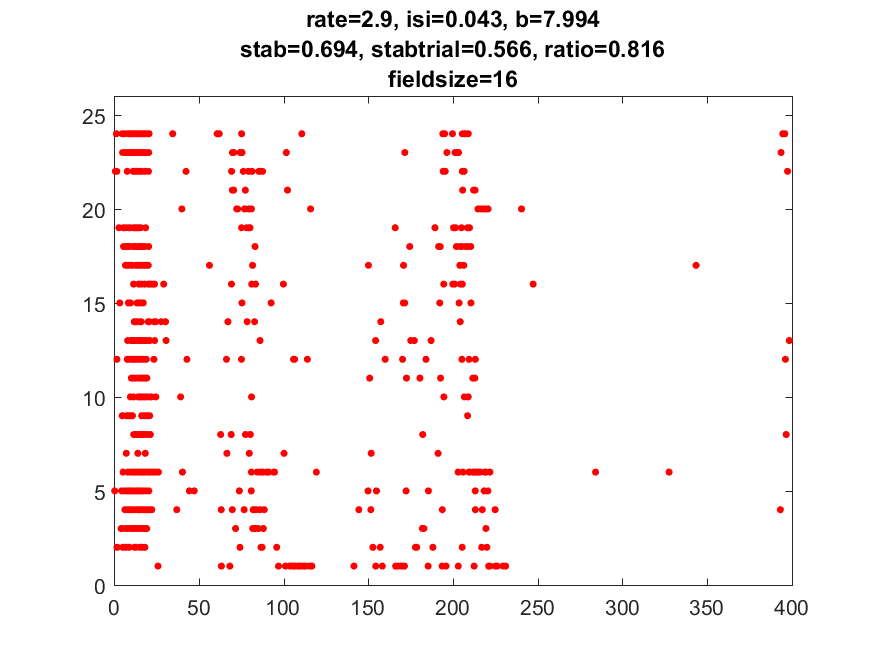 rate=2.9, isi=0.043, b=7.994
stab=0.694, stabtrial=0.566, ratio=0.816
fieldsize=16
25
20
15
10
5
0
0 50 100 150 200 250 300 350 400